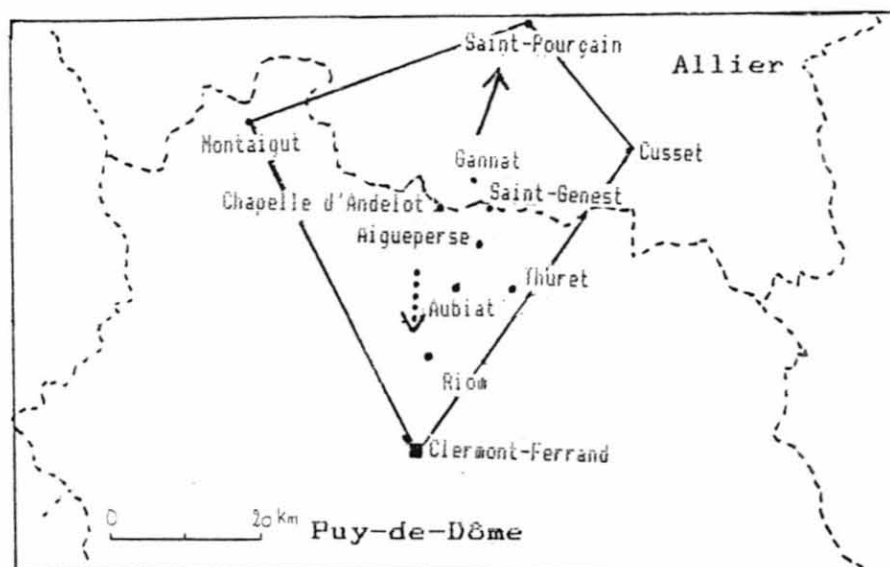 Saint-Pourçain
Allier
Montaigut
Gannat
Cusset
Chapelle d'Andelot
Saint-Genest
Aigueperse
Thuret
Aubiat
Riom
Clermont-Ferrand
0 20 Km
Puy-de-Dôme